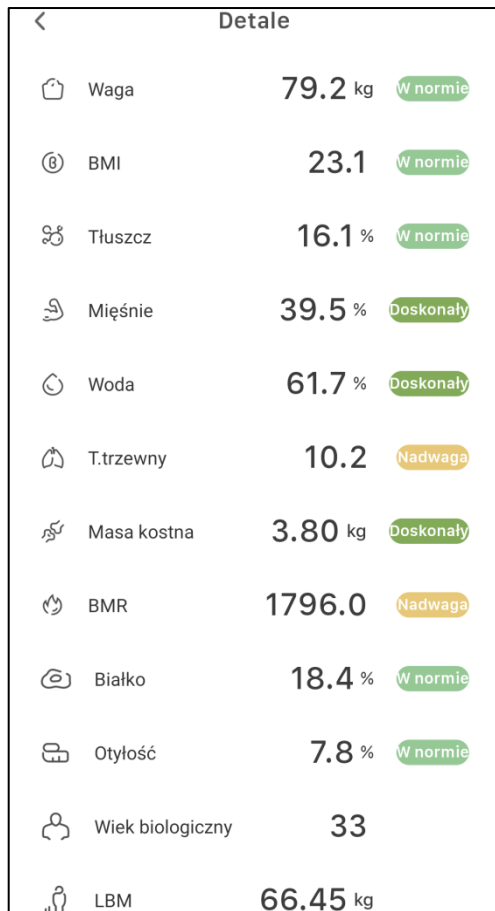 Detale
Waga 79.2 kg W normie
BMI 23.1 W normie
Tłuszcz 16.1 % W normie
Mięśnie 39.5 % Doskonały
Woda 61.7 % Doskonały
T.trzewny 10.2 Nadwaga
Masa kostna 3.80 kg Doskonały
BMR 1796.0 Nadwaga
Białko 18.4 % W normie
Otyłość 7.8 % W normie
Wiek biologiczny 33
LBM 66.45 kg